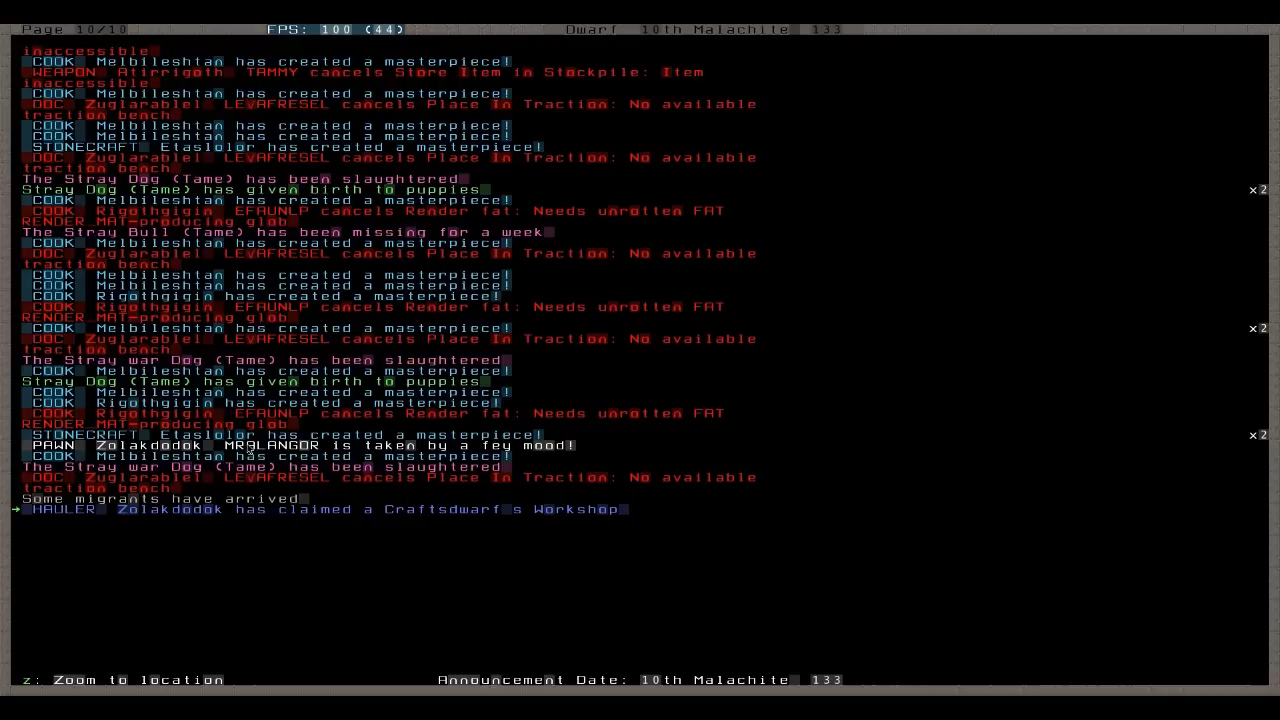 Page 10/10 FPS: 100 (44) Dwarf 10th Malachite 133
inaccessible
COOK Melbileshtan has created a masterpiece!
WEAPON Atirrigoth TAMMY cancels Store Item in Stockpile: Item
inaccessible
COOK Melbileshtan has created a masterpiece!
DOC Zuglarablel LEVAFRESEL cancels Place In Traction: No available
traction bench
COOK Melbileshtan has created a masterpiece!
COOK Melbileshtan has created a masterpiece!
STONECRAFT Etaslolor has created a masterpiece!
DOC Zuglarablel LEVAFRESEL cancels Place In Traction: No available
traction bench
The Stray Dog (Tame) has been slaughtered
Stray Dog (Tame) has given birth to puppies x2
COOK Melbileshtan has created a masterpiece!
COOK Rigothgigin EFAUNLP cancels Render fat: Needs unrotten FAT
RENDER_MAT-producing glob
The Stray Bull (Tame) has been missing for a week
COOK Melbileshtan has created a masterpiece!
DOC Zuglarablel LEVAFRESEL cancels Place In Traction: No available
traction bench
COOK Melbileshtan has created a masterpiece!
COOK Melbileshtan has created a masterpiece!
COOK Rigothgigin has created a masterpiece!
COOK Rigothgigin EFAUNLP cancels Render fat: Needs unrotten FAT
RENDER_MAT-producing glob
COOK Melbileshtan has created a masterpiece! x2
DOC Zuglarablel LEVAFRESEL cancels Place In Traction: No available
traction bench
The Stray war Dog (Tame) has been slaughtered
COOK Melbileshtan has created a masterpiece!
Stray Dog (Tame) has given birth to puppies
COOK Melbileshtan has created a masterpiece!
COOK Rigothgigin has created a masterpiece!
COOK Rigothgigin EFAUNLP cancels Render fat: Needs unrotten FAT
RENDER_MAT-producing glob
STONECRAFT Etaslolor has created a masterpiece! x2
PAWN Zolakdodok MROLANGOR is taken by a fey mood!
COOK Melbileshtan has created a masterpiece!
The Stray war Dog (Tame) has been slaughtered
DOC Zuglarablel LEVAFRESEL cancels Place In Traction: No available
traction bench
Some migrants have arrived
HAULER Zolakdodok has claimed a Craftsdwarf s Workshop
z: Zoom to location Announcement Date: 10th Malachite 133